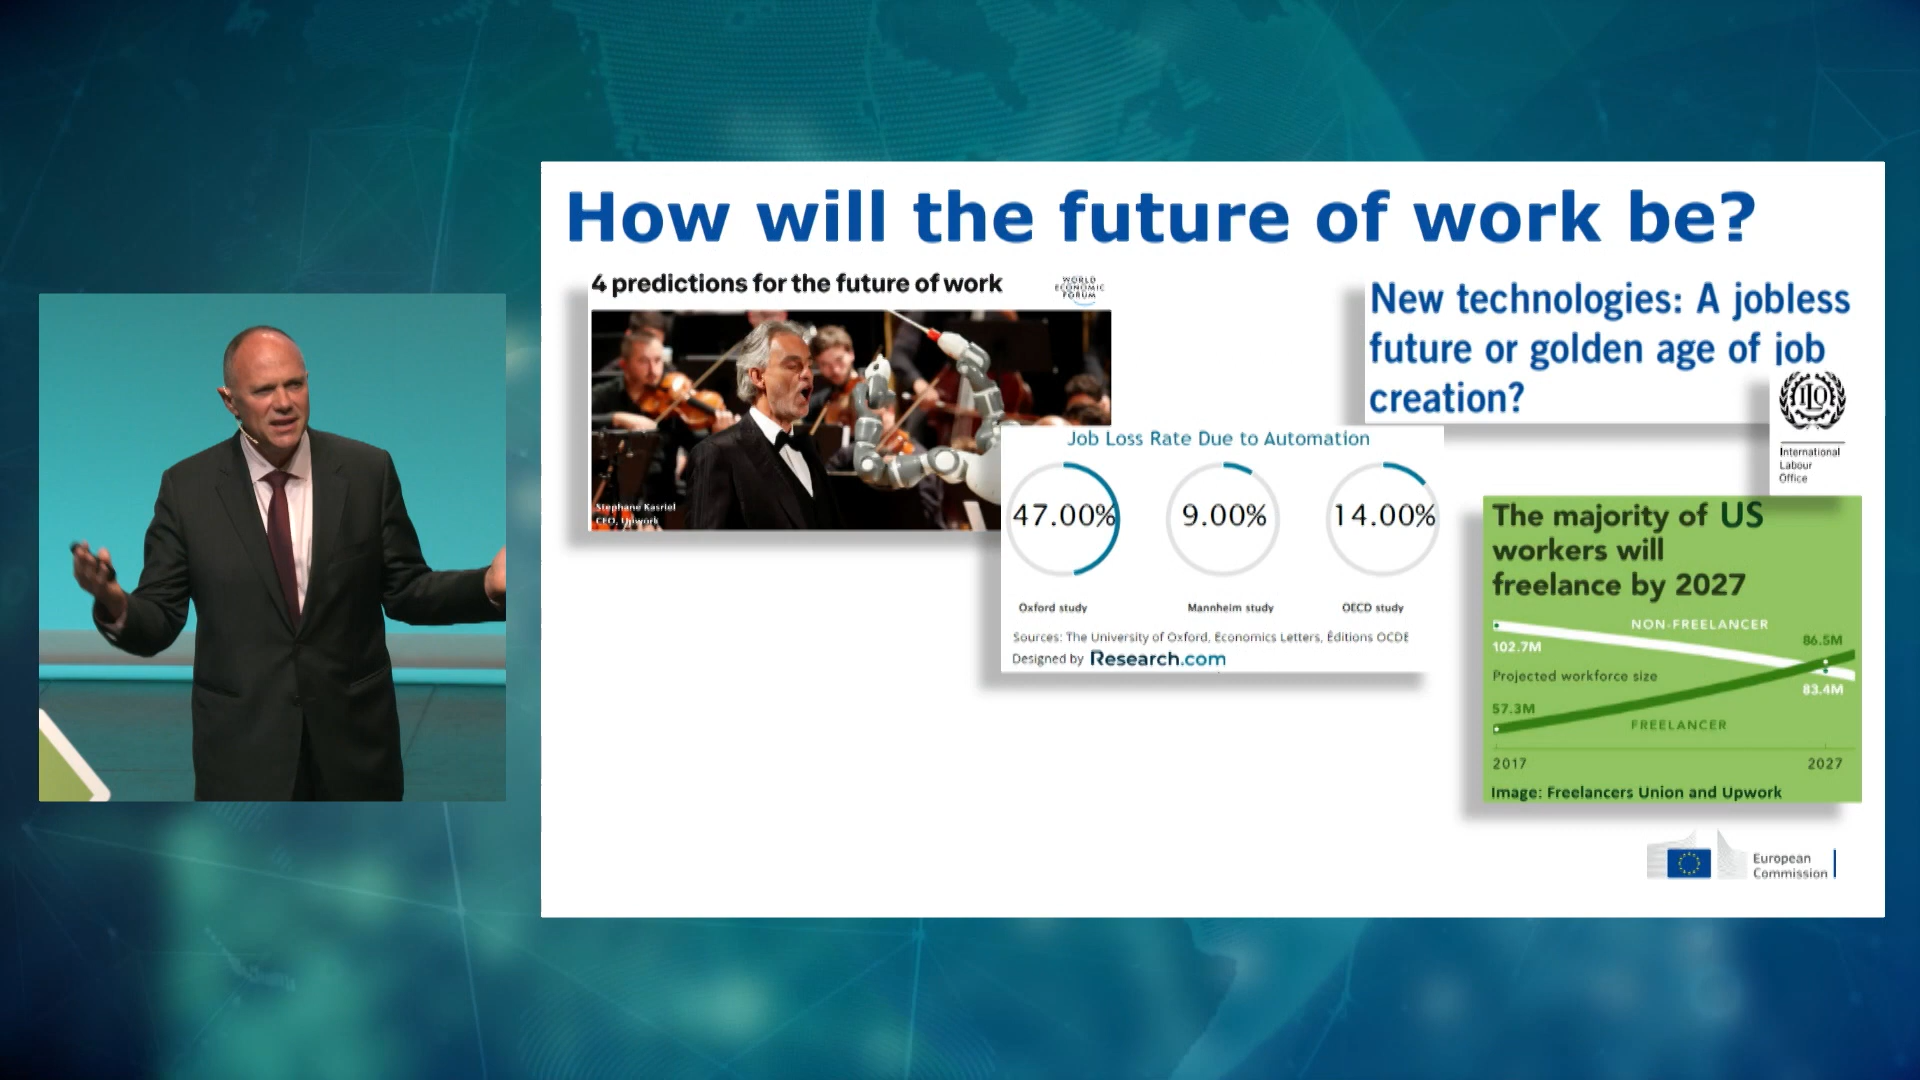 How will the future of work be?
4 predictions for the future of work
WORLD
ECONOMIC
FORUM
Stephane Kasriel
CEO, Upwork
New technologies: A jobless
future or golden age of job
creation?
International
Labour
Office
Job Loss Rate Due to Automation
47.00%
9.00%
14.00%
Oxford study
Mannheim study
OECD study
Sources: The University of Oxford, Economics Letters, Éditions OCDE
Designed by Research.com
The majority of US
workers will
freelance by 2027
NON-FREELANCER
102.7M
86.5M
Projected workforce size
83.4M
57.3M
FREELANCER
2017
2027
Image: Freelancers Union and Upwork
European
Commission